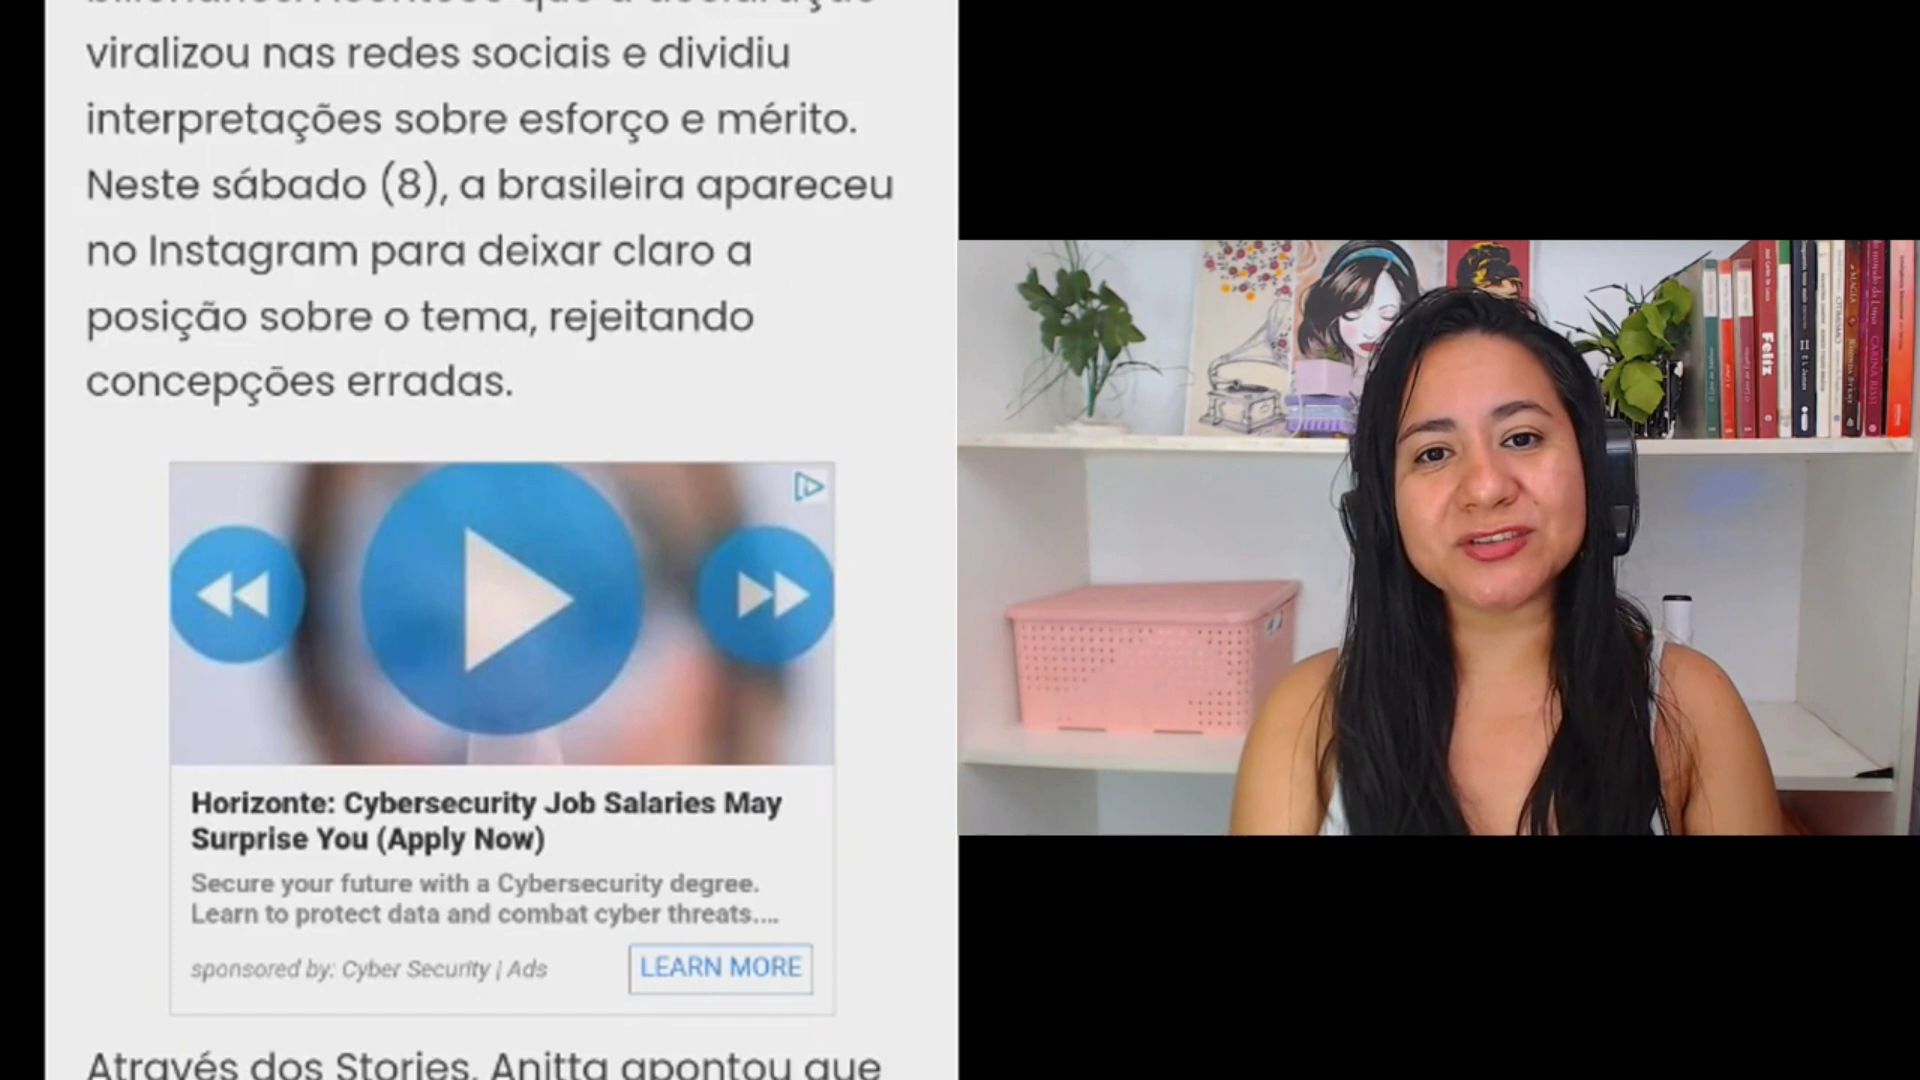 viralizou nas redes sociais e dividiu
interpretações sobre esforço e mérito.
Neste sábado (8), a brasileira apareceu
no Instagram para deixar claro a
posição sobre o tema, rejeitando
concepções erradas.
Horizonte: Cybersecurity Job Salaries May
Surprise You (Apply Now)
Secure your future with a Cybersecurity degree.
Learn to protect data and combat cyber threats....
sponsored by: Cyber Security | Ads
LEARN MORE
Através dos Stories, Anitta apontou que
Feliz